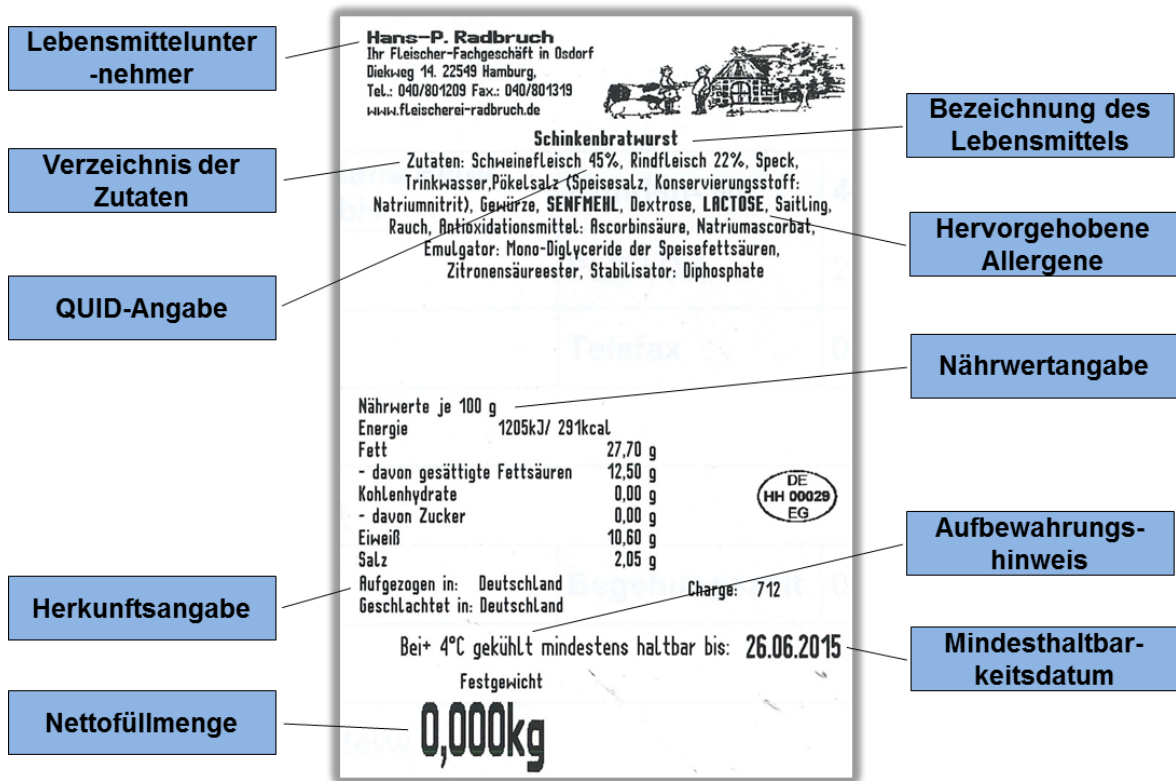 Lebensmittelunter
-nehmer
Verzeichnis der
Zutaten
QUID-Angabe
Herkunftsangabe
Nettofüllmenge
Hans-P. Radbruch
Ihr Fleischer-Fachgeschäft in Osdorf
Diekweg 14. 22549 Hamburg,
Tel.: 040/801209 Fax.: 040/801319
www.fleischerei-radbruch.de
Schinkenbratwurst
Zutaten: Schweinefleisch 45%, Rindfleisch 22%, Speck,
Trinkwasser,Pökelsalz (Speisesalz, Konservierungsstoff:
Natriumnitrit), Gewürze, SENFMEHL, Dextrose, LACTOSE, Saitling,
Rauch, Antioxidationsmittel: Ascorbinsäure, Natriumascorbat,
Emulgator: Mono-Diglyceride der Speisefettsäuren,
Zitronensäureester, Stabilisator: Diphosphate
Telefax
Nährwerte je 100 g
Energie 1205kJ/ 291kcal
Fett 27,70 g
- davon gesättigte Fettsäuren 12,50 g
Kohlenhydrate 0,00 g
- davon Zucker 0,00 g
Eiweiß 10,60 g
Salz 2,05 g
DE
HH 00029
EG
Aufgezogen in: Deutschland
Geschlachtet in: Deutschland
Charge: 712
Bei+ 4°C gekühlt mindestens haltbar bis: 26.06.2015
Festgewicht
0,000kg
Bezeichnung des
Lebensmittels
Hervorgehobene
Allergene
Nährwertangabe
Aufbewahrungs-
hinweis
Mindesthaltbar-
keitsdatum